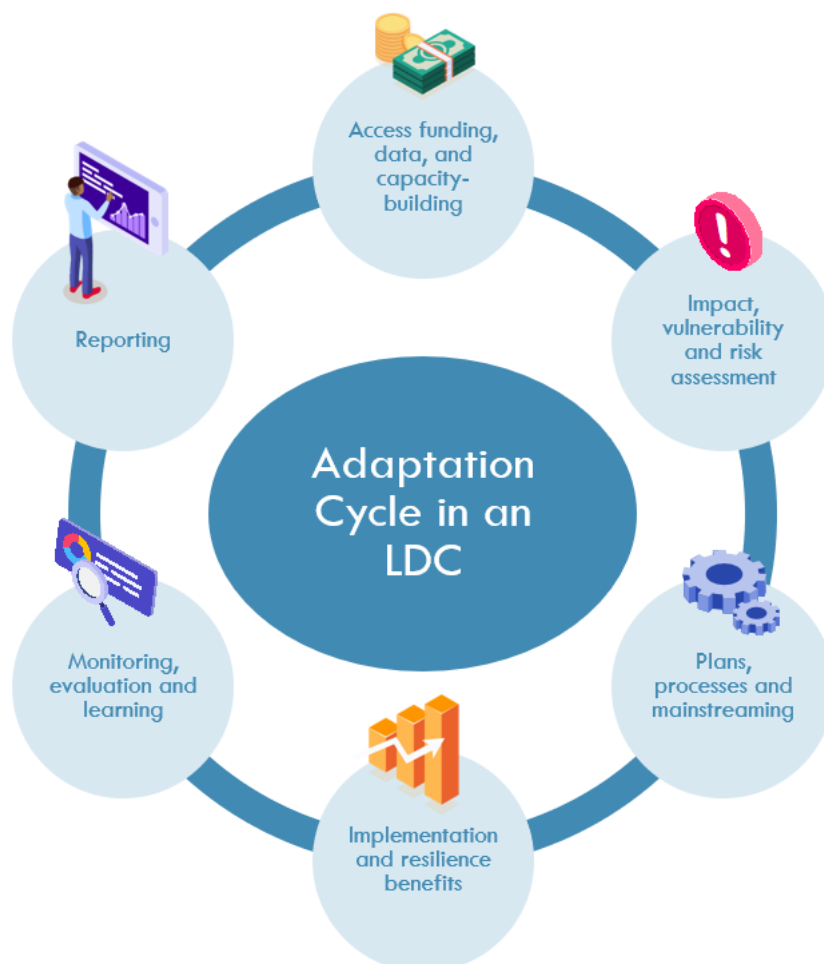 Access funding,
data, and
capacity-
building
Impact,
vulnerability
and risk
assessment
Plans,
processes and
mainstreaming
Implementation
and resilience
benefits
Monitoring,
evaluation and
learning
Reporting
Adaptation
Cycle in an
LDC